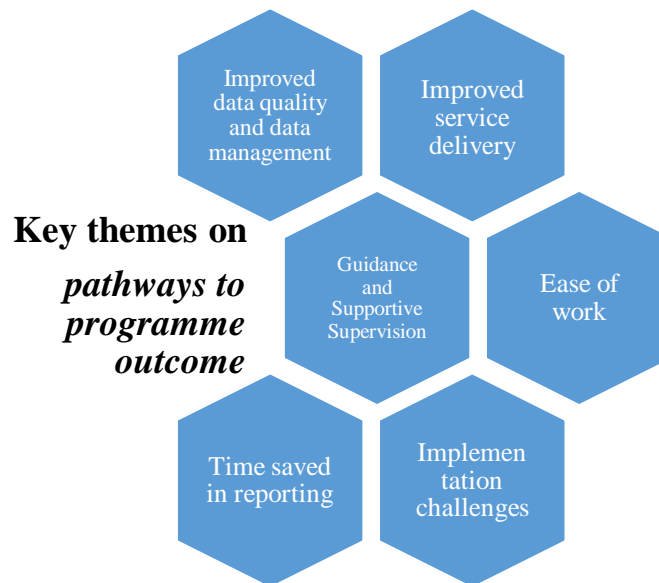 Improved
data quality
and data
management
Improved
service
delivery
Key themes on
pathways to
programme
outcome
Guidance
and
Supportive
Supervision
Ease of
work
Time saved
in reporting
Implemen
tation
challenges